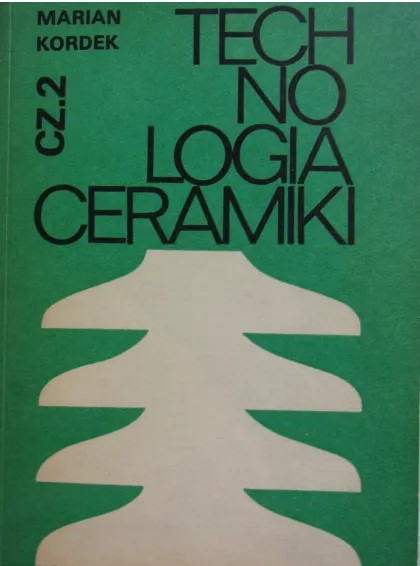 MARIAN
KORDEK
CZ.2
TECH
NO
LOGIA
CERAMIKI